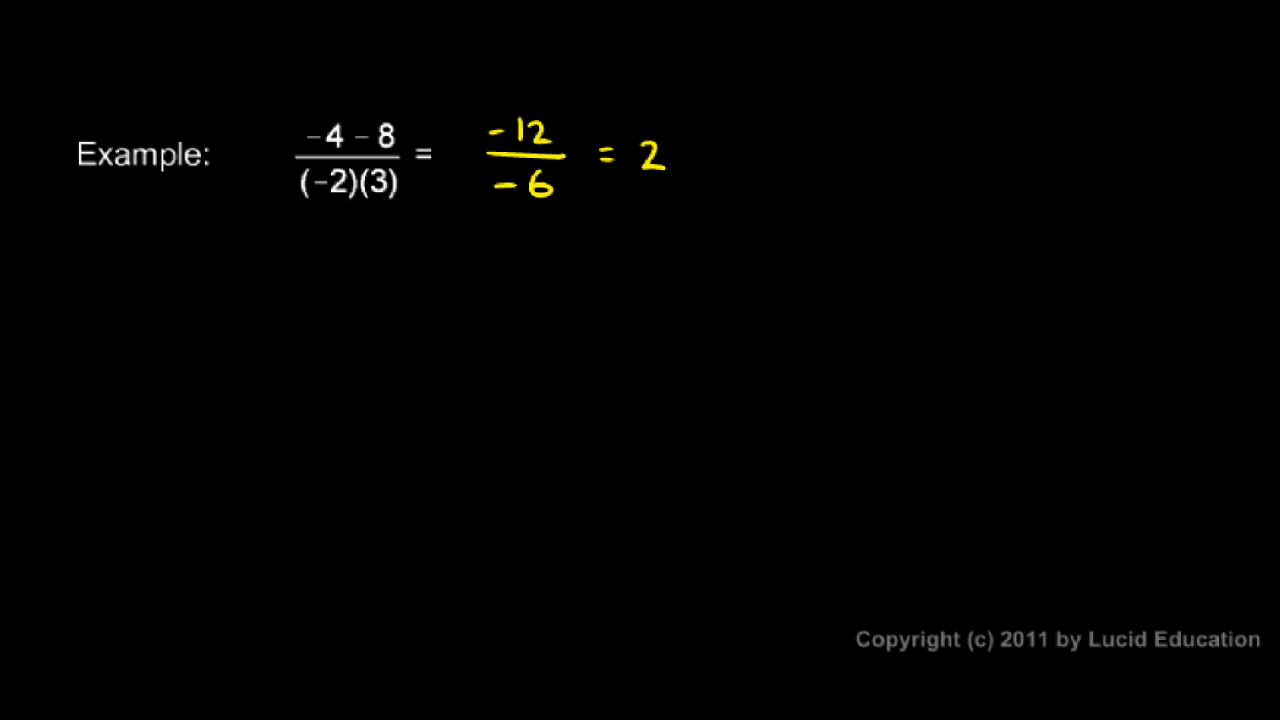 Example: −4 − 8 / (−2)(3) = -12 / -6 = 2
Copyright (c) 2011 by Lucid Education